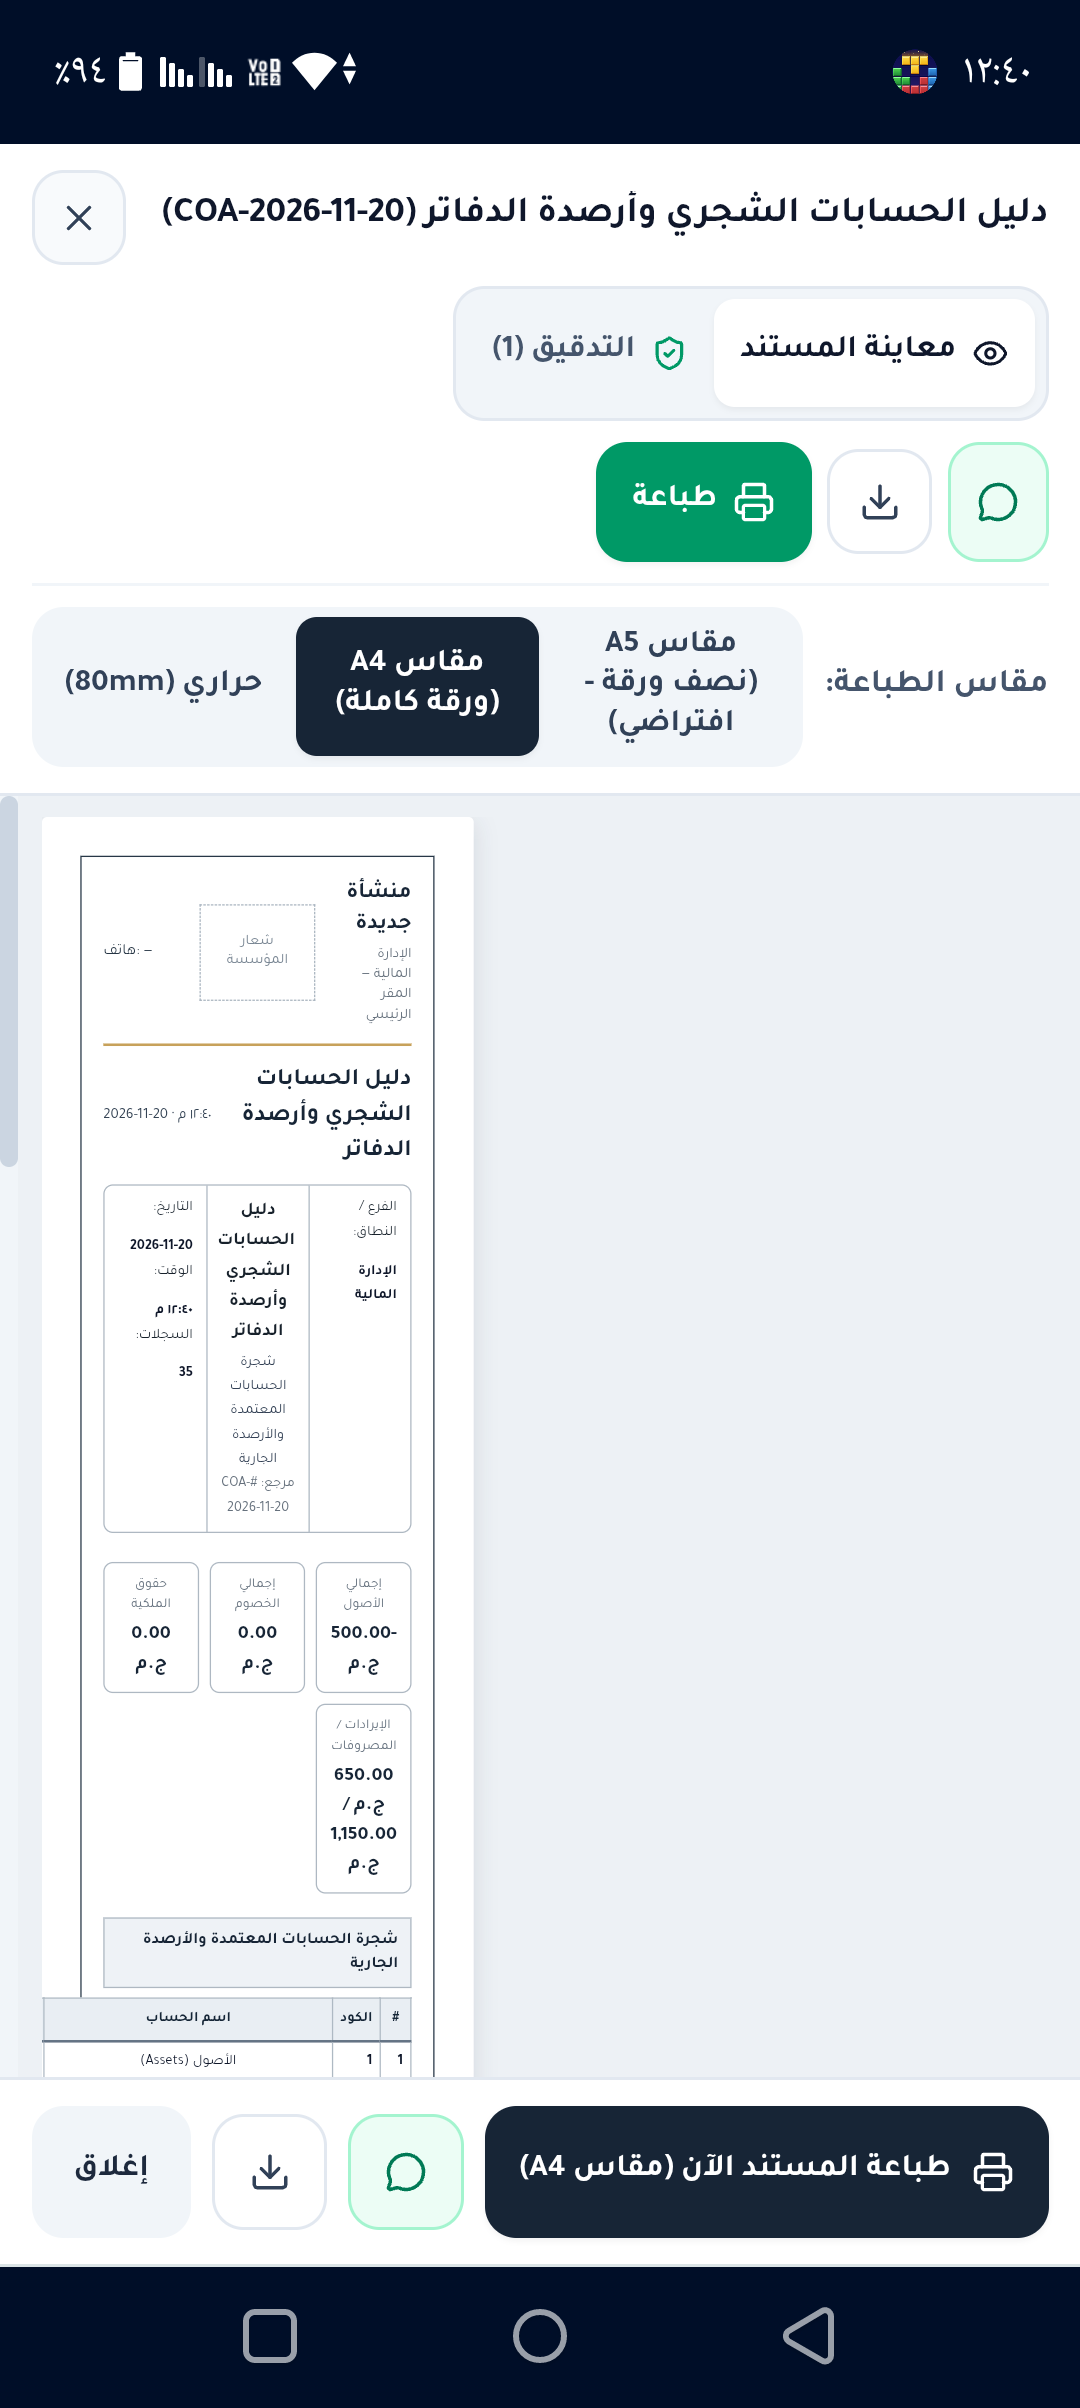 ١٢:٤٠
٩٤٪
VoD LTE2
دليل الحسابات الشجري وأرصدة الدفاتر (COA-2026-11-20)
معاينة المستند
التدقيق (1)
طباعة
مقاس الطباعة:
مقاس A5
(نصف ورقة -
افتراضي)
مقاس A4
(ورقة كاملة)
حراري (80mm)
منشأة
جديدة
الإدارة
المالية –
المقر
الرئيسي
شعار
المؤسسة
هاتف: –
دليل الحسابات
الشجري وأرصدة
الدفاتر
2026-11-20 · ١٢:٤٠ م
الفرع /
النطاق:
الإدارة
المالية
دليل
الحسابات
الشجري
وأرصدة
الدفاتر
شجرة
الحسابات
المعتمدة
والأرصدة
الجارية
مرجع: #COA-
2026-11-20
التاريخ:
2026-11-20
الوقت:
١٢:٤٠ م
السجلات:
35
إجمالي
الأصول
-500.00
ج.م
إجمالي
الخصوم
0.00
ج.م
حقوق
الملكية
0.00
ج.م
الإيرادات /
المصروفات
650.00
ج.م /
1,150.00
ج.م
شجرة الحسابات المعتمدة والأرصدة
الجارية
# الكود اسم الحساب
1 1 الأصول (Assets)
طباعة المستند الآن (مقاس A4)
إغلاق